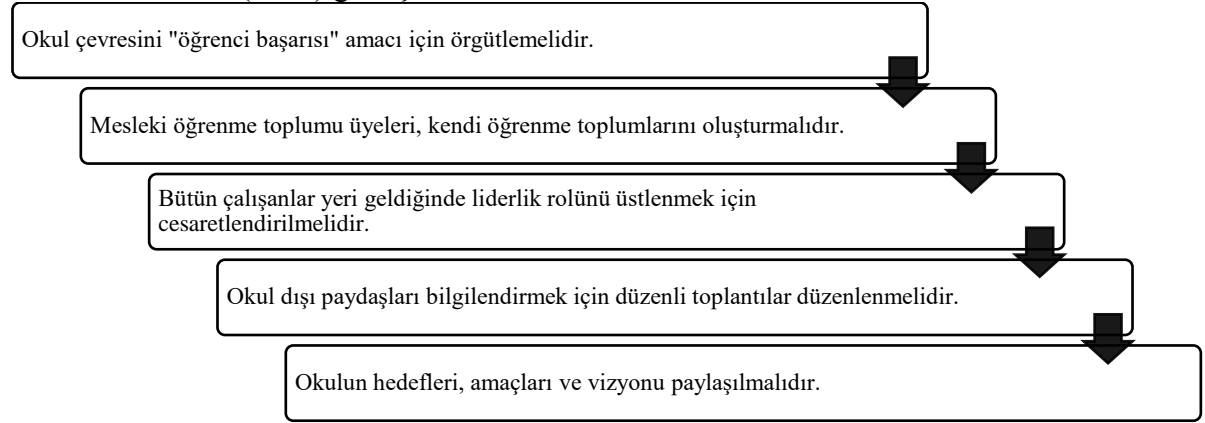 Okul çevresini "öğrenci başarısı" amacı için örgütlemelidir.
Mesleki öğrenme toplumu üyeleri, kendi öğrenme toplumlarını oluşturmalıdır.
Bütün çalışanlar yeri geldiğinde liderlik rolünü üstlenmek için
cesaretlendirilmelidir.
Okul dışı paydaşları bilgilendirmek için düzenli toplantılar düzenlenmelidir.
Okulun hedefleri, amaçları ve vizyonu paylaşılmalıdır.